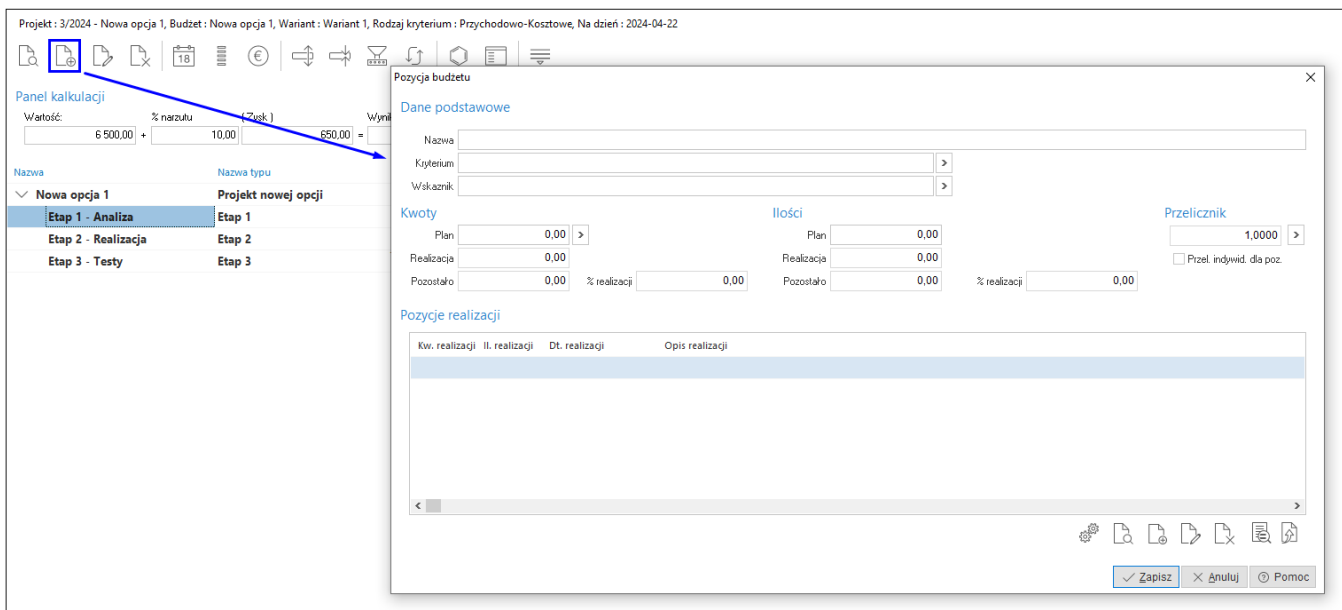 Projekt : 3/2024 - Nowa opcja 1, Budżet : Nowa opcja 1, Wariant : Wariant 1, Rodzaj kryterium : Przychodowo-Kosztowe, Na dzień : 2024-04-22
18
€
Panel kalkulacji
Wartość: % narzutu ( Zysk )
6 500,00 + 10,00 650,00 =
Nazwa Nazwa typu
Nowa opcja 1 Projekt nowej opcji
Etap 1 - Analiza Etap 1
Etap 2 - Realizacja Etap 2
Etap 3 - Testy Etap 3
Pozycja budżetu
Dane podstawowe
Nazwa
Kryterium >
Wskaznik >
Kwoty Ilości Przelicznik
Plan 0,00 > Plan 0,00 1,0000 >
Realizacja 0,00 Realizacja 0,00 Przel. indywid. dla poz.
Pozostało 0,00 % realizacji 0,00 Pozostało 0,00 % realizacji 0,00
Pozycje realizacji
Kw. realizacji Il. realizacji Dt. realizacji Opis realizacji
Zapisz Anuluj Pomoc